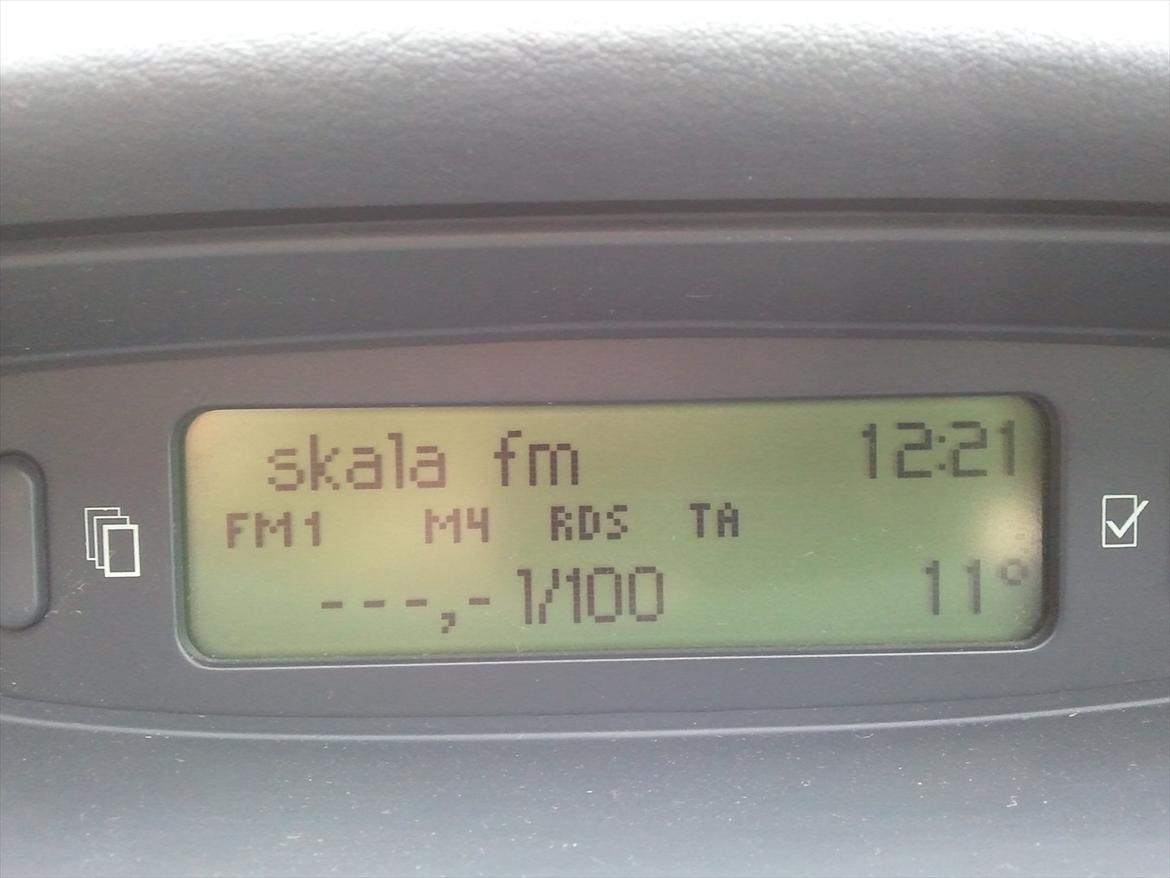 skala fm 12:21
FM1 M4 RDS TA
---,- l/100 11°